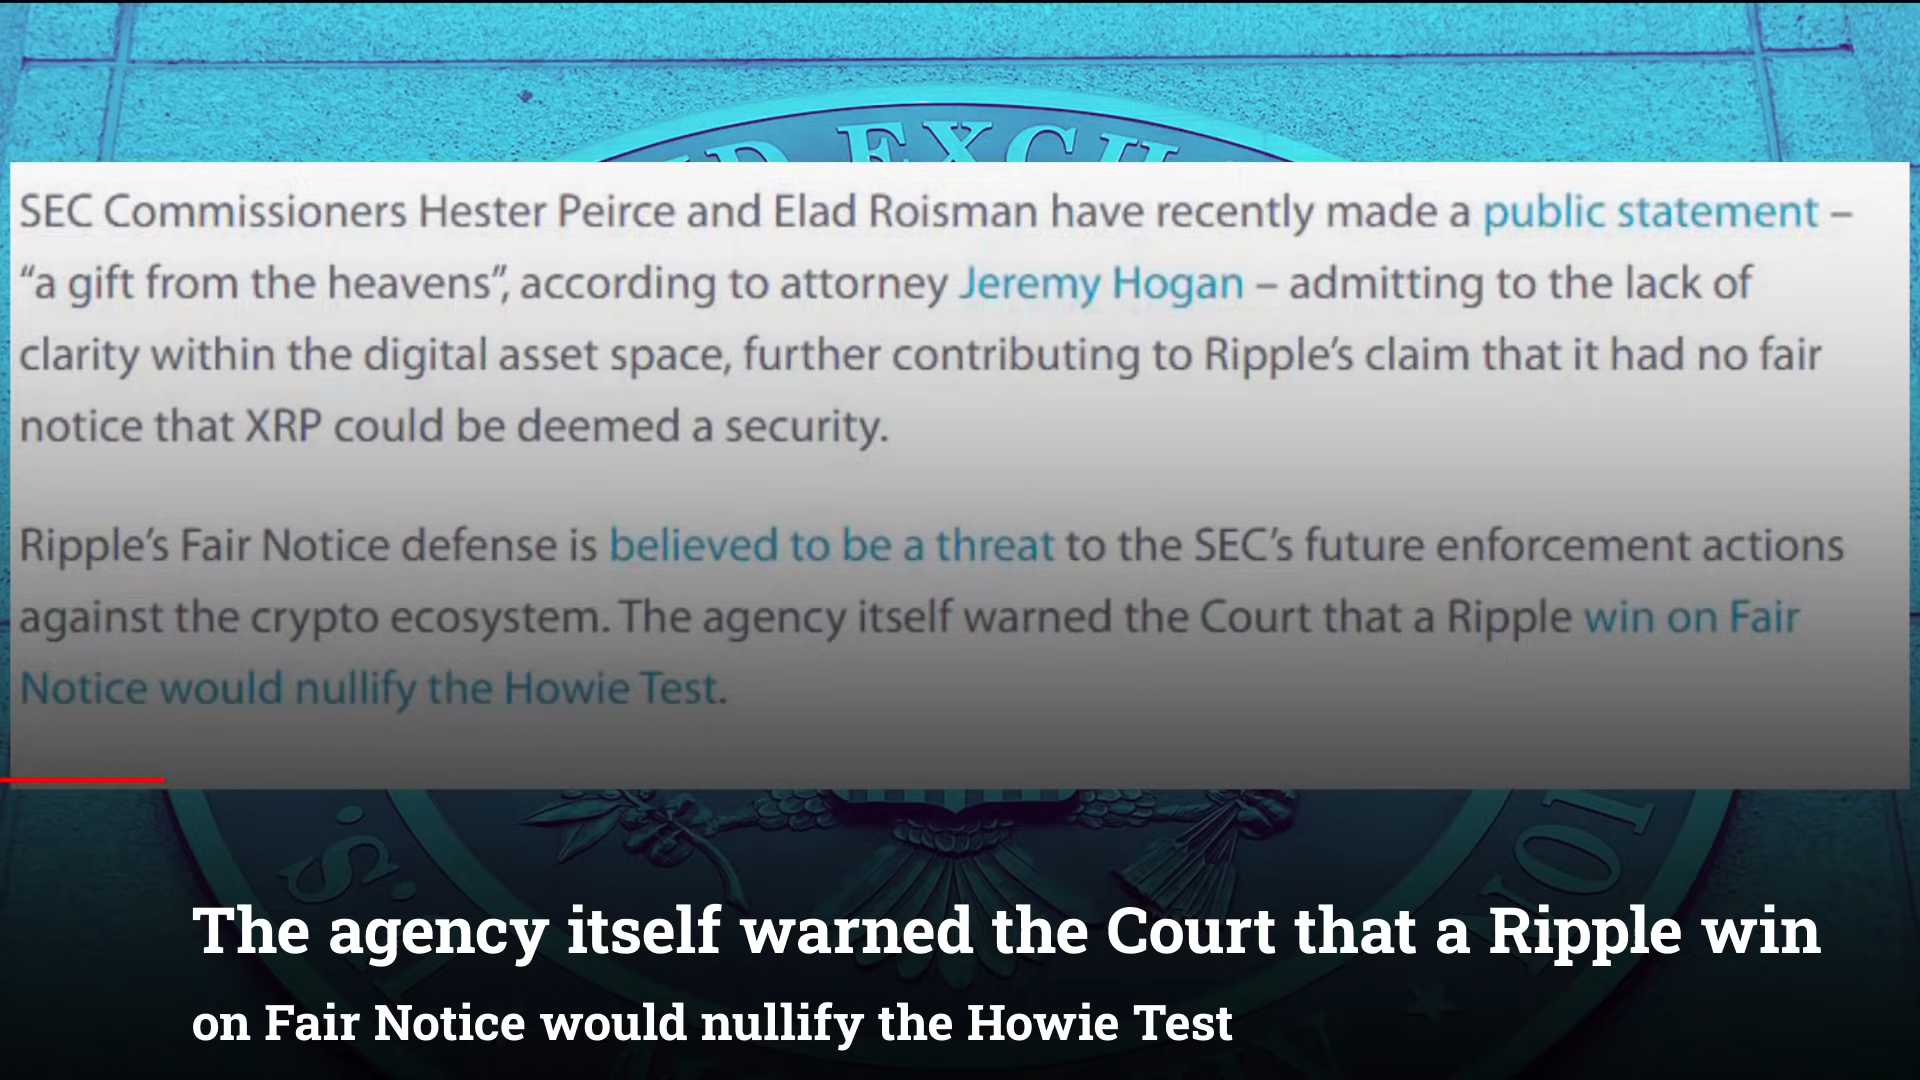 D EXCH
SEC Commissioners Hester Peirce and Elad Roisman have recently made a public statement –
“a gift from the heavens”, according to attorney Jeremy Hogan – admitting to the lack of
clarity within the digital asset space, further contributing to Ripple’s claim that it had no fair
notice that XRP could be deemed a security.
Ripple’s Fair Notice defense is believed to be a threat to the SEC’s future enforcement actions
against the crypto ecosystem. The agency itself warned the Court that a Ripple win on Fair
Notice would nullify the Howie Test.
The agency itself warned the Court that a Ripple win
on Fair Notice would nullify the Howie Test